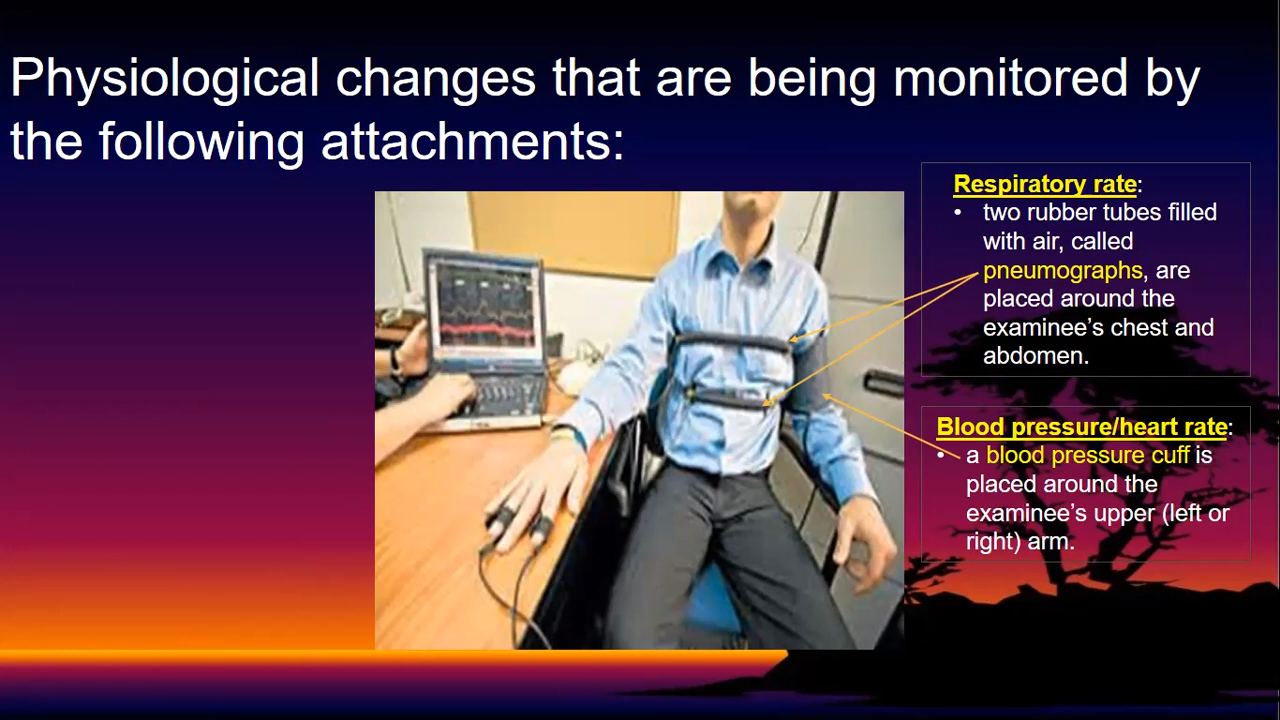 Physiological changes that are being monitored by
the following attachments:
Respiratory rate:
• two rubber tubes filled
with air, called
pneumographs, are
placed around the
examinee’s chest and
abdomen.
Blood pressure/heart rate:
• a blood pressure cuff is
placed around the
examinee’s upper (left or
right) arm.